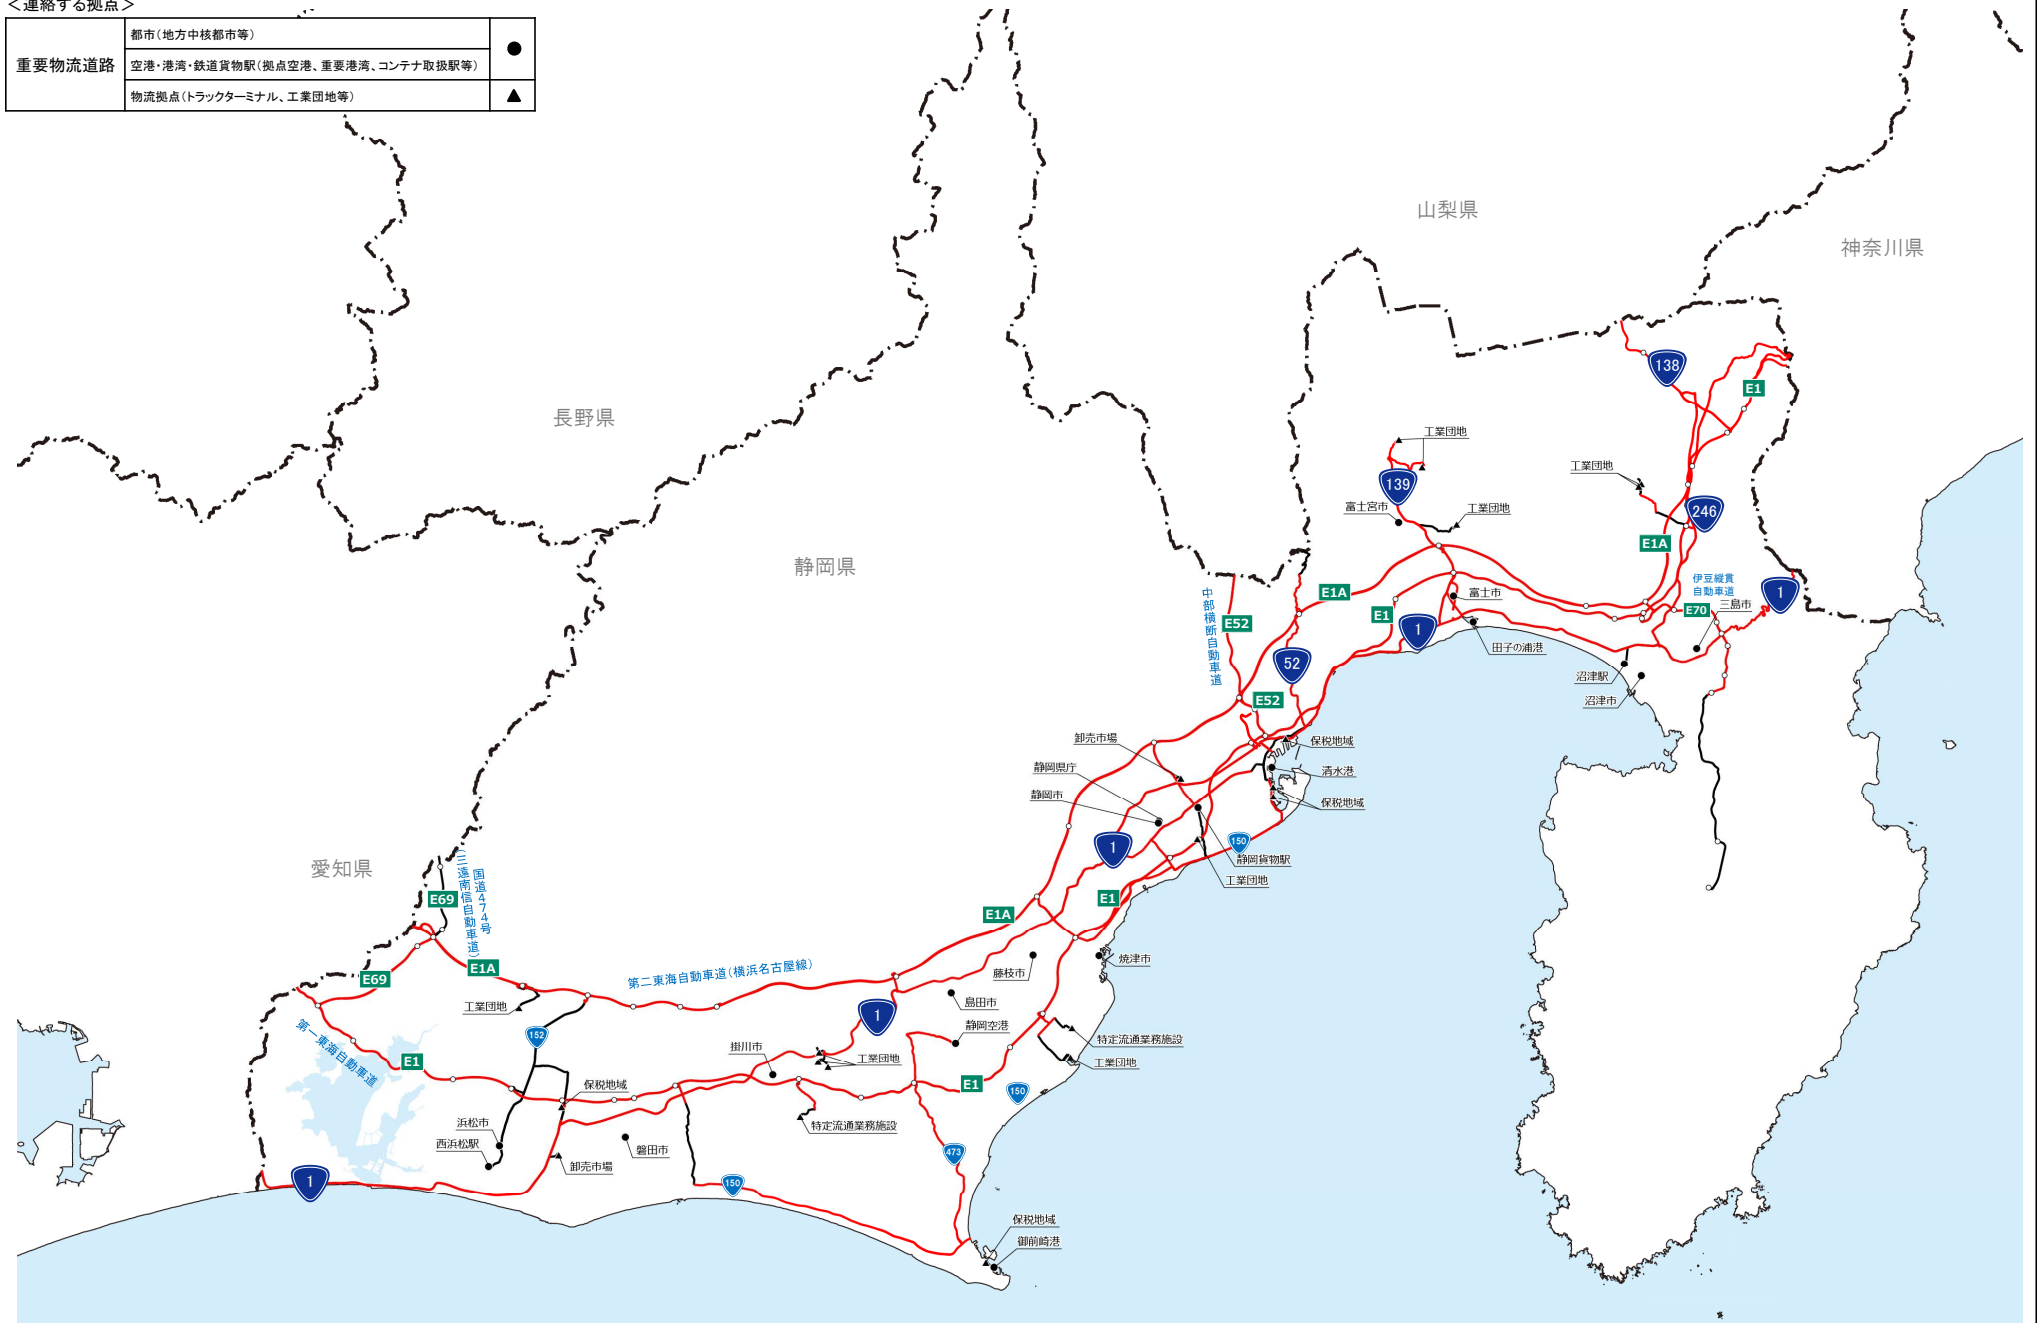 ＜連絡する拠点＞
重要物流道路
都市(地方中核都市等)
●
空港・港湾・鉄道貨物駅(拠点空港、重要港湾、コンテナ取扱駅等)
物流拠点(トラックターミナル、工業団地等)
▲
山梨県
神奈川県
長野県
静岡県
愛知県
138
E1
工業団地
139
工業団地
富士宮市
工業団地
246
E1A
伊豆縦貫
自動車道
1
E70
三島市
中部横断自動車道
E52
E1A
E1
1
富士市
田子の浦港
52
E52
沼津駅
沼津市
卸売市場
保税地域
静岡県庁
清水港
静岡市
保税地域
1
150
静岡貨物駅
工業団地
E69
国道474号
(三遠南信自動車道)
E1
E1A
E1A
E69
第二東海自動車道(横浜名古屋線)
藤枝市
焼津市
工業団地
島田市
1
152
静岡空港
特定流通業務施設
第一東海自動車道
E1
掛川市
工業団地
工業団地
保税地域
E1
150
浜松市
特定流通業務施設
西浜松駅
磐田市
卸売市場
473
1
150
保税地域
御前崎港